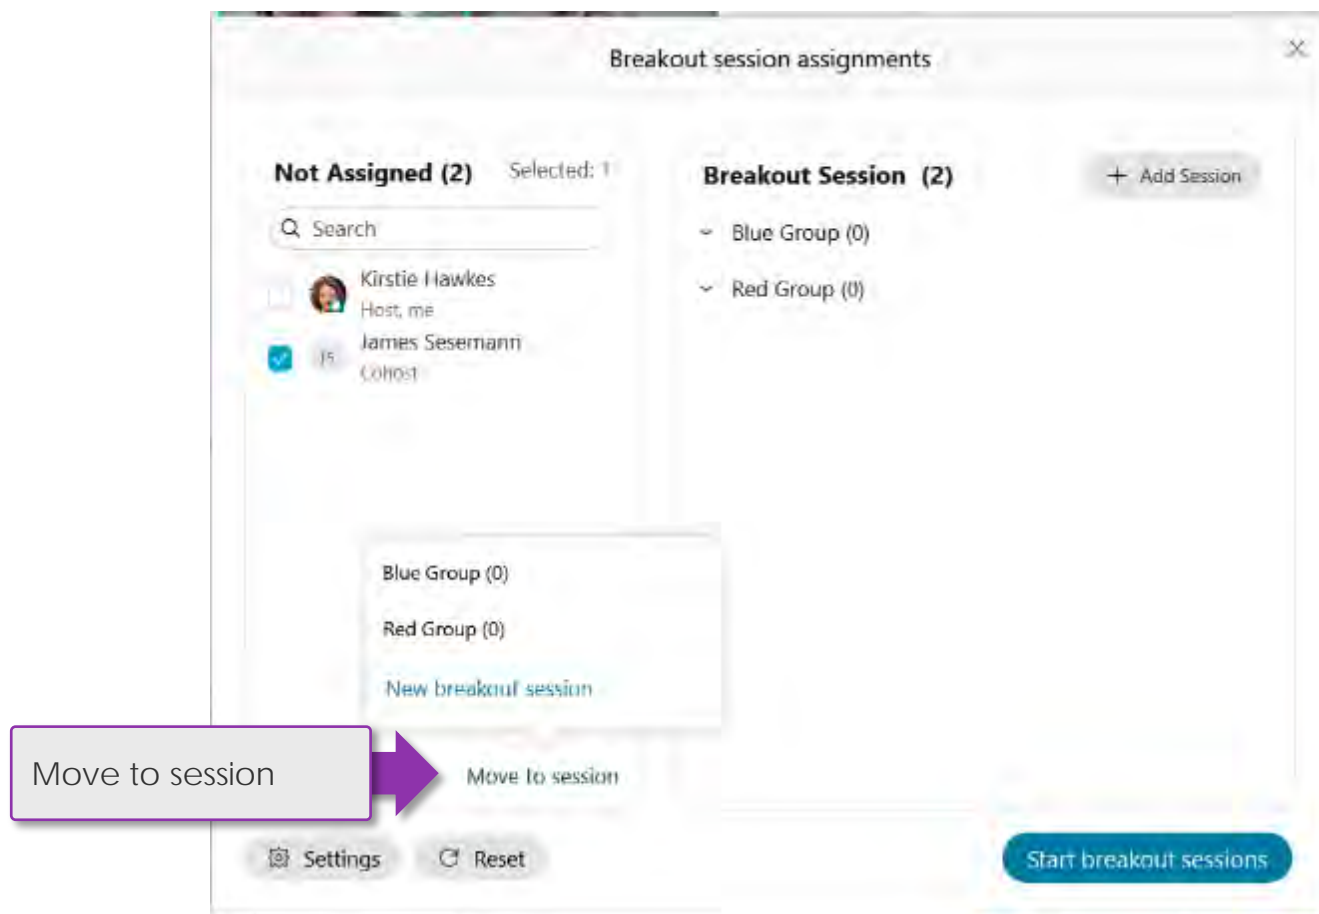 Breakout session assignments
Not Assigned (2) Selected: 1
Search
Kirstie Hawkes
Host, me
JS James Sesemann
Cohost
Breakout Session (2) + Add Session
Blue Group (0)
Red Group (0)
Blue Group (0)
Red Group (0)
New breakout session
Move to session
Move to session
Settings Reset
Start breakout sessions